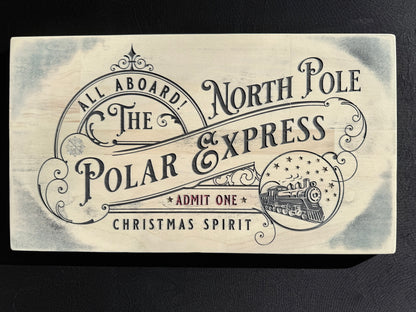 ALL ABOARD!
THE
NORTH POLE
POLAR EXPRESS
★ ADMIT ONE ★
CHRISTMAS SPIRIT